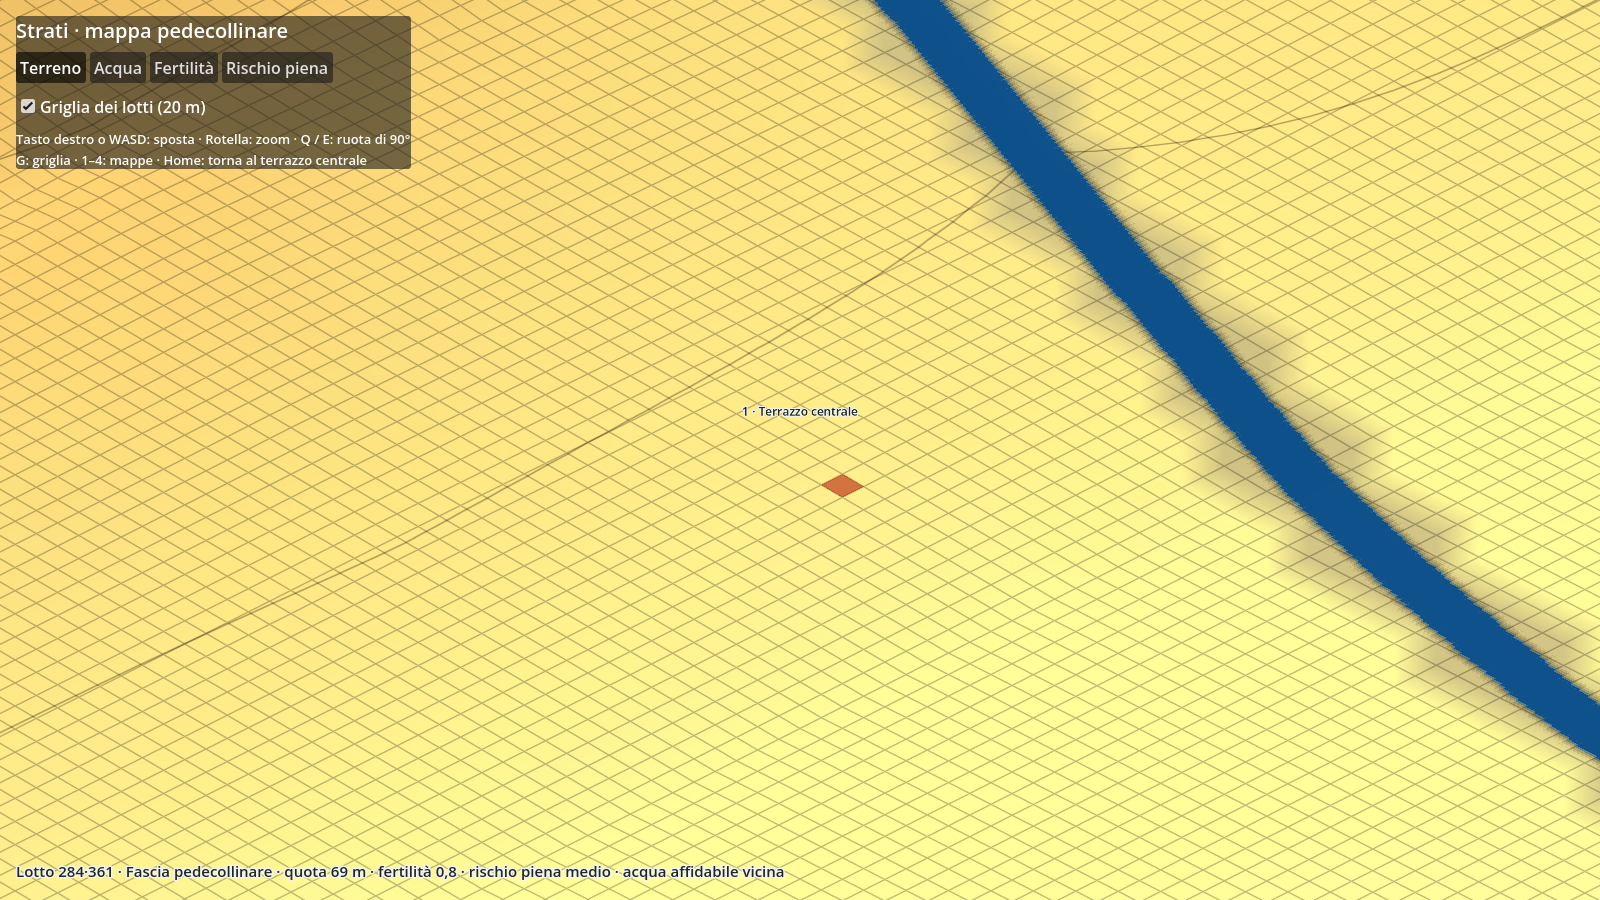 Strati · mappa pedecollinare
Terreno Acqua Fertilità Rischio piena
Griglia dei lotti (20 m)
Tasto destro o WASD: sposta · Rotella: zoom · Q / E: ruota di 90°
G: griglia · 1–4: mappe · Home: torna al terrazzo centrale
1 · Terrazzo centrale
Lotto 284·361 · Fascia pedecollinare · quota 69 m · fertilità 0,8 · rischio piena medio · acqua affidabile vicina